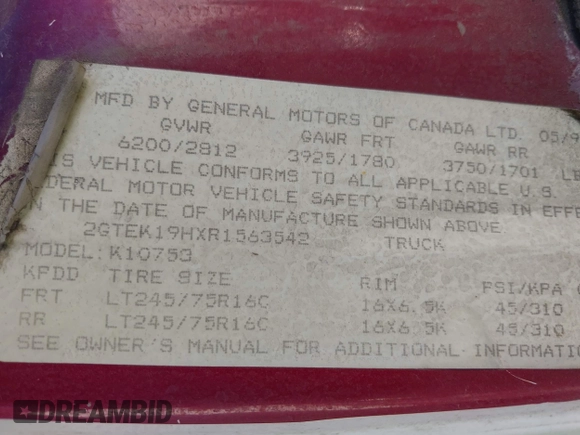 MFD BY GENERAL MOTORS OF CANADA LTD. 05/9
GVWR GAWR FRT GAWR RR
6200/2812 3925/1780 3750/1701 LB
IS VEHICLE CONFORMS TO ALL APPLICABLE U.S.
DERAL MOTOR VEHICLE SAFETY STANDARDS IN EFFE
N THE DATE OF MANUFACTURE SHOWN ABOVE
2GTEK19HXR1563542 TRUCK
MODEL: K10753
KFDD TIRE SIZE RIM PSI/KPA
FRT LT245/75R16C 16X6.5K 45/310
RR LT245/75R16C 16X6.5K 45/310
SEE OWNER'S MANUAL FOR ADDITIONAL INFORMATIO
DREAMBID